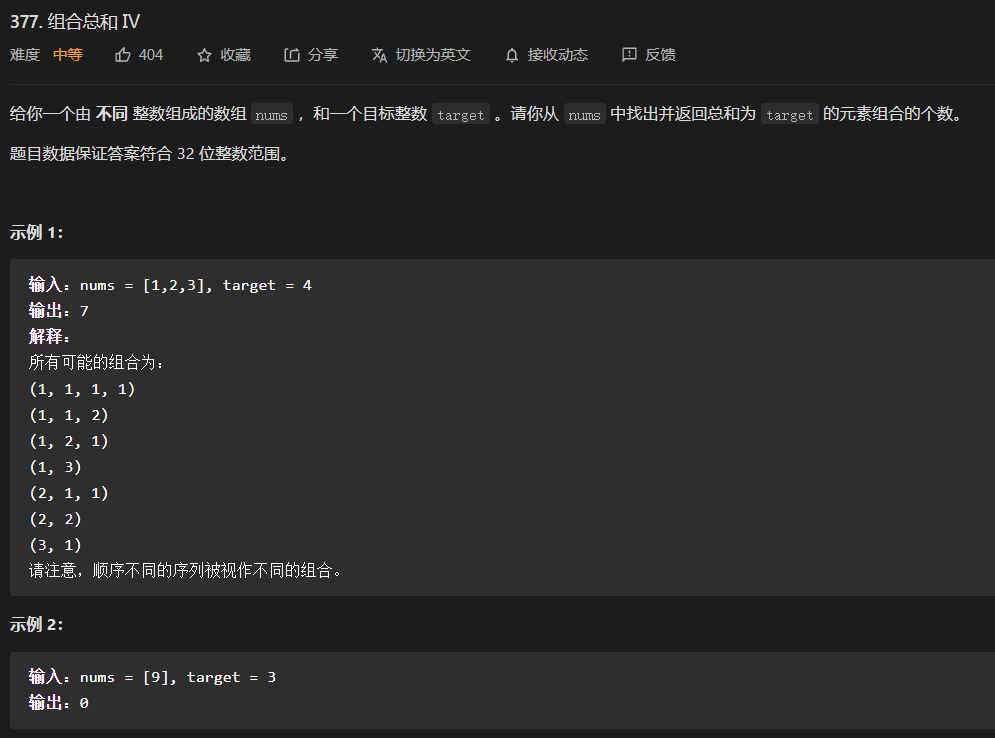 377. 组合总和 Ⅳ
难度 中等 404 收藏 分享 切换为英文 接收动态 反馈
给你一个由 不同 整数组成的数组 nums ，和一个目标整数 target 。请你从 nums 中找出并返回总和为 target 的元素组合的个数。
题目数据保证答案符合 32 位整数范围。
示例 1：
输入：nums = [1,2,3], target = 4
输出：7
解释：
所有可能的组合为：
(1, 1, 1, 1)
(1, 1, 2)
(1, 2, 1)
(1, 3)
(2, 1, 1)
(2, 2)
(3, 1)
请注意，顺序不同的序列被视作不同的组合。
示例 2：
输入：nums = [9], target = 3
输出：0